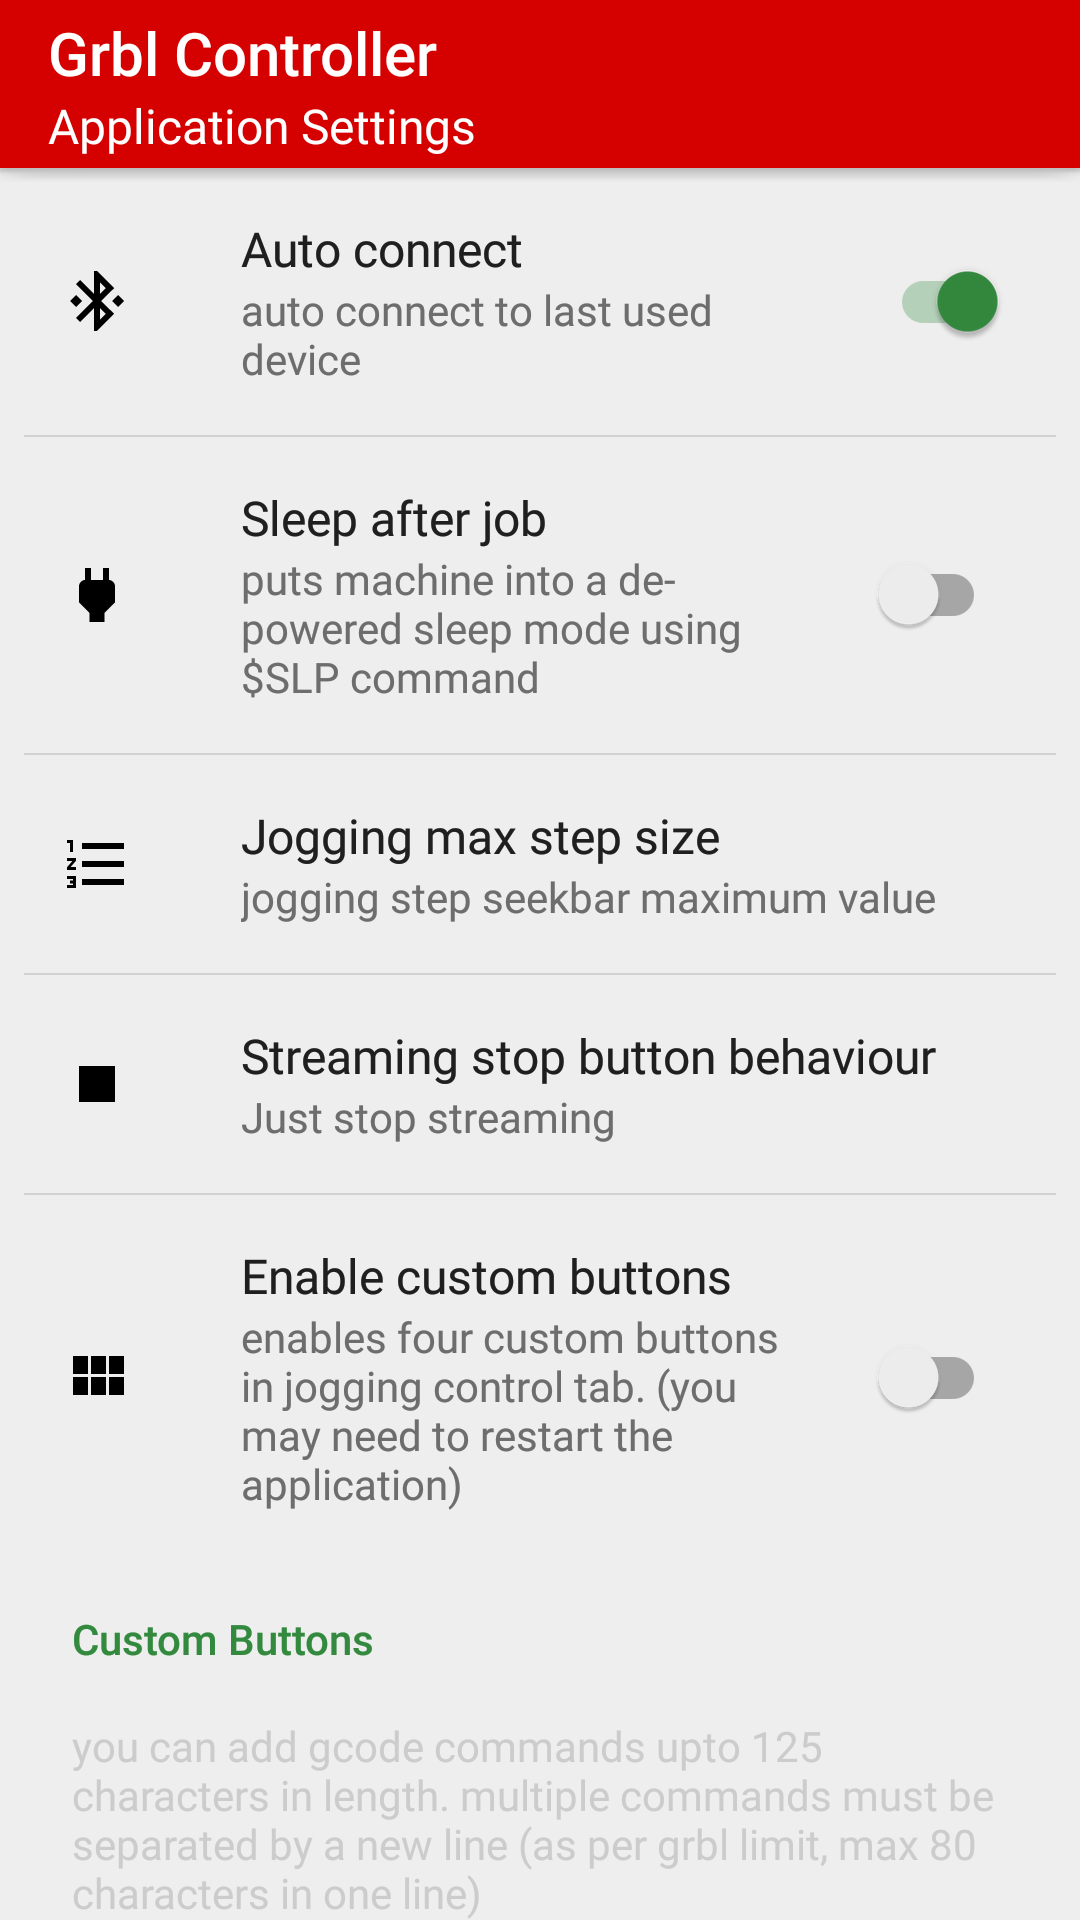 Grbl Controller
Application Settings
Auto connect
auto connect to last used
device
Sleep after job
puts machine into a de-
powered sleep mode using
$SLP command
Jogging max step size
jogging step seekbar maximum value
Streaming stop button behaviour
Just stop streaming
Enable custom buttons
enables four custom buttons
in jogging control tab. (you
may need to restart the
application)
Custom Buttons
you can add gcode commands upto 125
characters in length. multiple commands must be
separated by a new line (as per grbl limit, max 80
characters in one line)